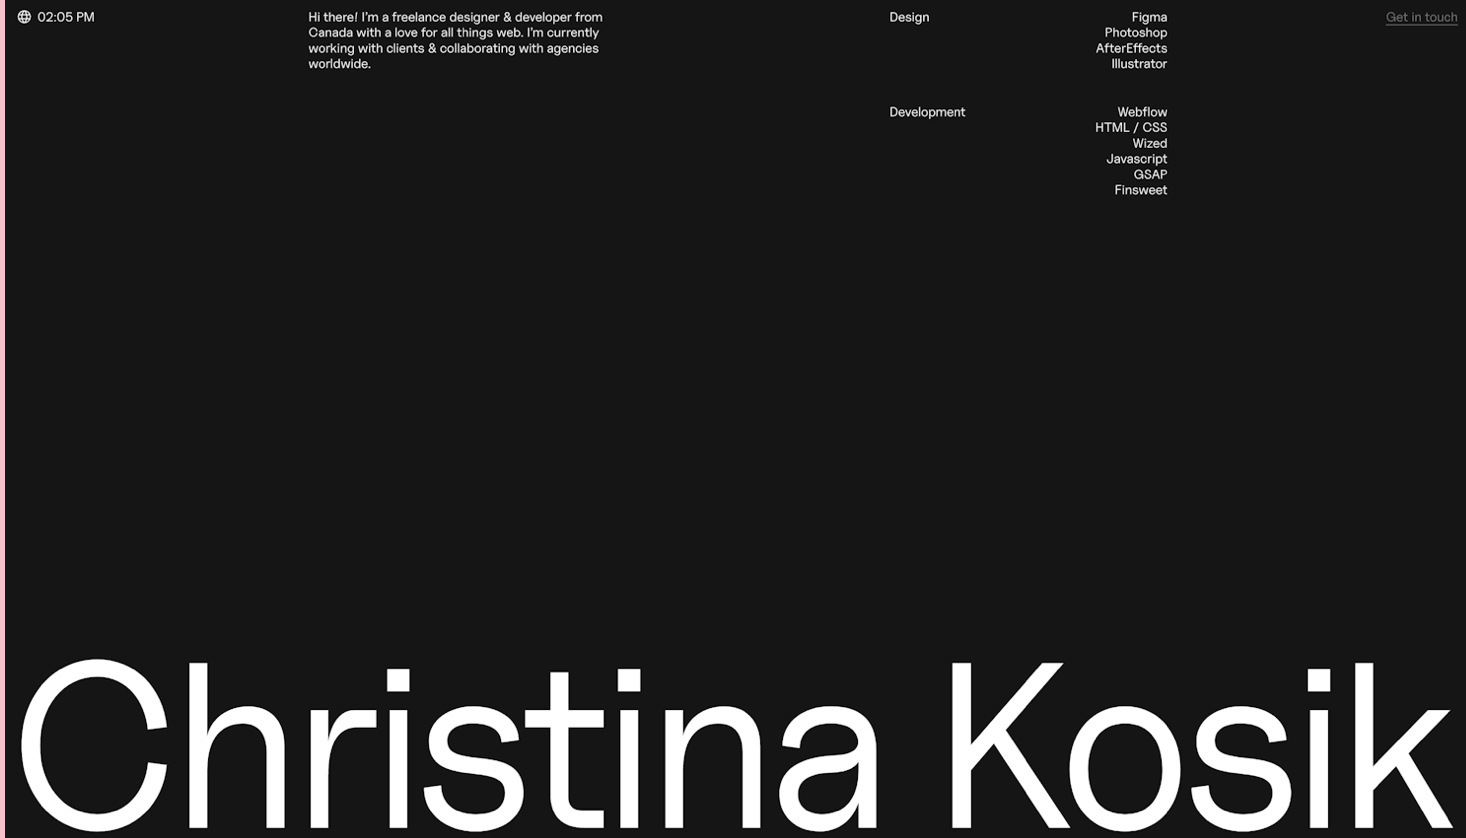 02:05 PM
Hi there! I'm a freelance designer & developer from
Canada with a love for all things web. I'm currently
working with clients & collaborating with agencies
worldwide.
Design
Figma
Photoshop
AfterEffects
Illustrator
Development
Webflow
HTML / CSS
Wized
Javascript
GSAP
Finsweet
Get in touch
Christina Kosik